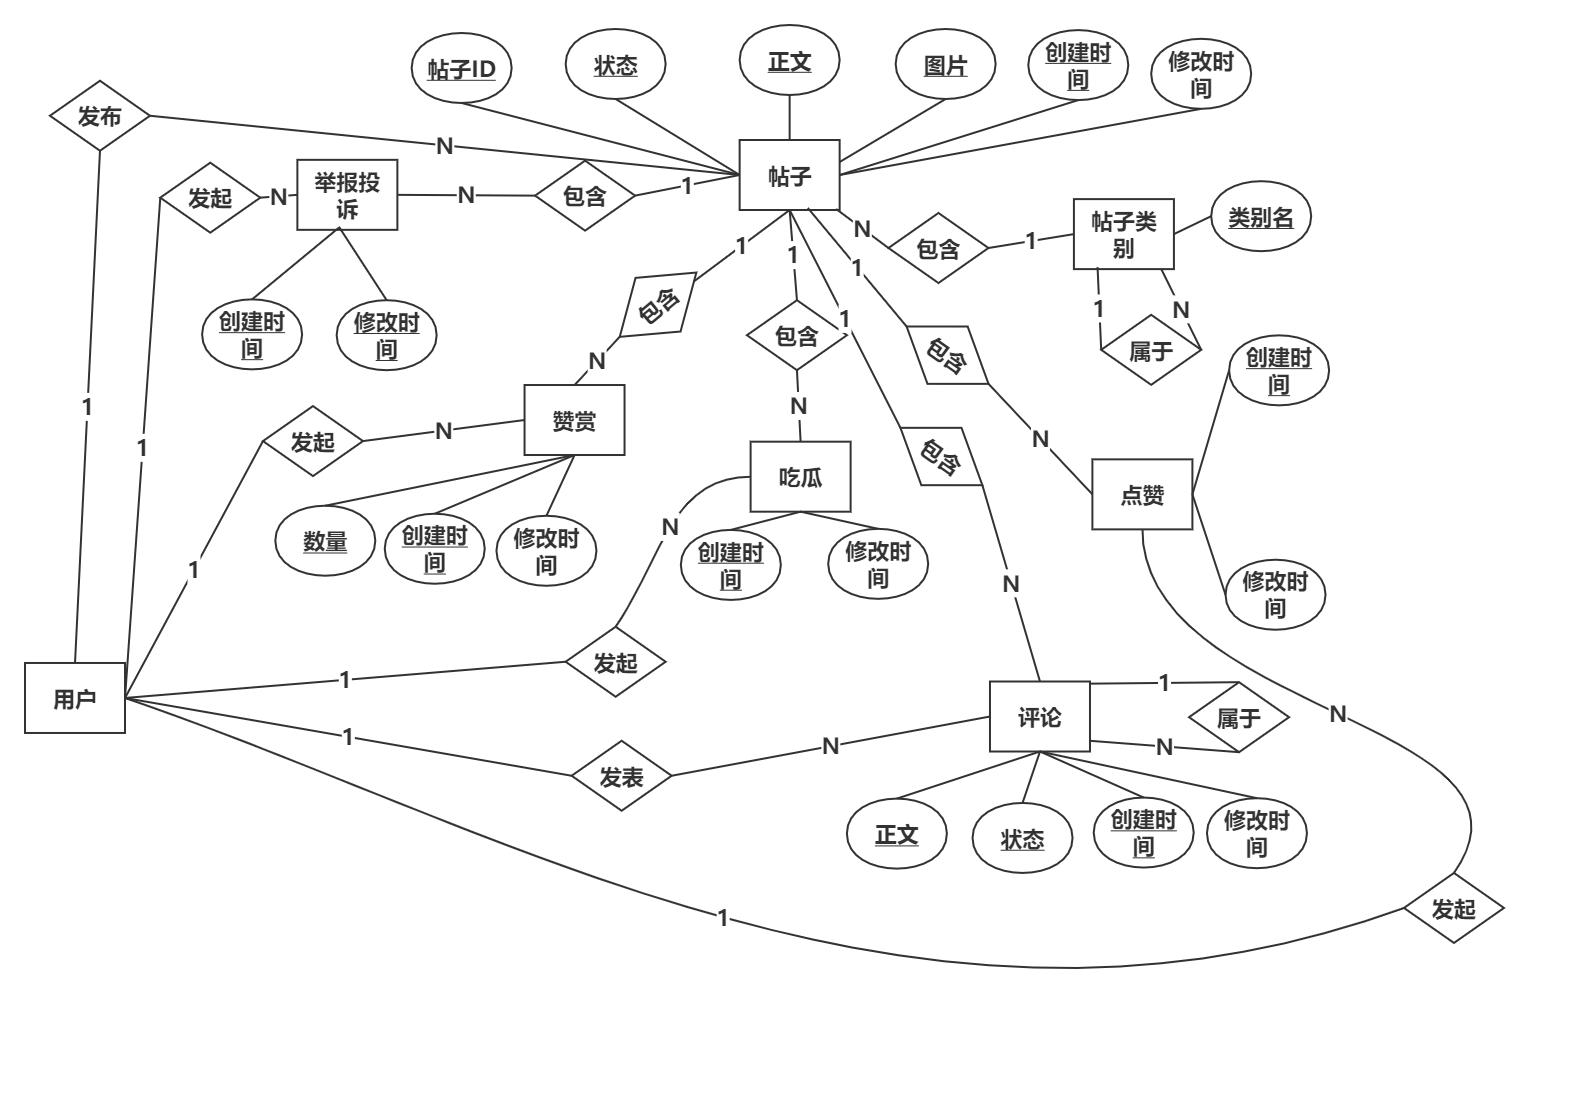 帖子ID
状态
正文
图片
创建时
间
修改时
间
发布
N
帖子
发起
N
举报投
诉
N
包含
1
N
包含
1
帖子类
别
类别名
1
1
1
创建时
间
修改时
间
包含
包含
1
包含
1
N
属于
创建时
间
N
N
1
1
发起
N
赞赏
包含
N
吃瓜
点赞
数量
创建时
间
修改时
间
N
创建时
间
修改时
间
1
N
修改时
间
用户
1
发起
评论
1
属于
N
N
1
发表
N
正文
状态
创建时
间
修改时
间
1
发起